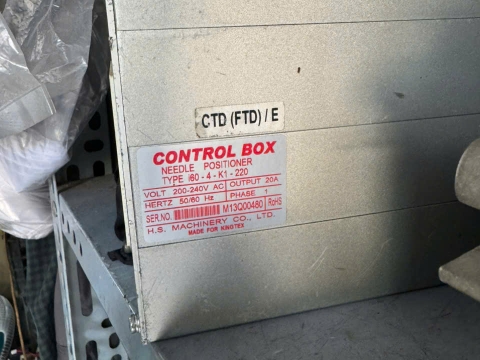 CTD (FTD) / E
CONTROL BOX
NEEDLE POSITIONER
TYPE i60 - 4 - K1 - 220
VOLT 200-240V AC OUTPUT 20A
HERTZ 50/60 Hz PHASE 1
SER.NO. M13Q00480 RoHS
H.S. MACHINERY CO., LTD.
MADE FOR KINGTEX